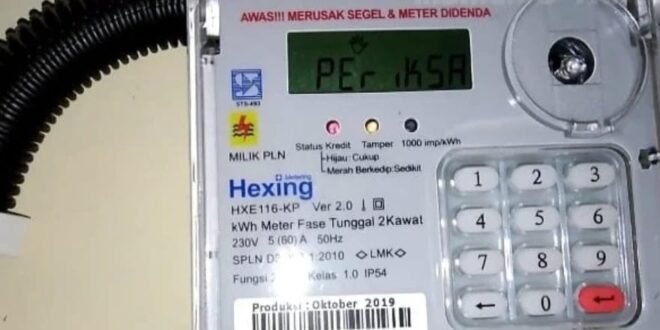 AWAS!!! MERUSAK SEGEL & METER DIDENDA
PEriKSA
STS-493
MILIK PLN
Status Kredit Tamper 1000 imp/kWh
Hijau: Cukup
Merah Berkedip: Sedikit
Metering
Hexing
HXE116-KP Ver 2.0
kWh Meter Fase Tunggal 2Kawat
230V 5 (60) A 50Hz
SPLN 1:2010 LMK
Fungsi Kelas 1.0 IP54
Produksi : Oktober 2019
1 2 3
4 5 6
7 8 9
← 0